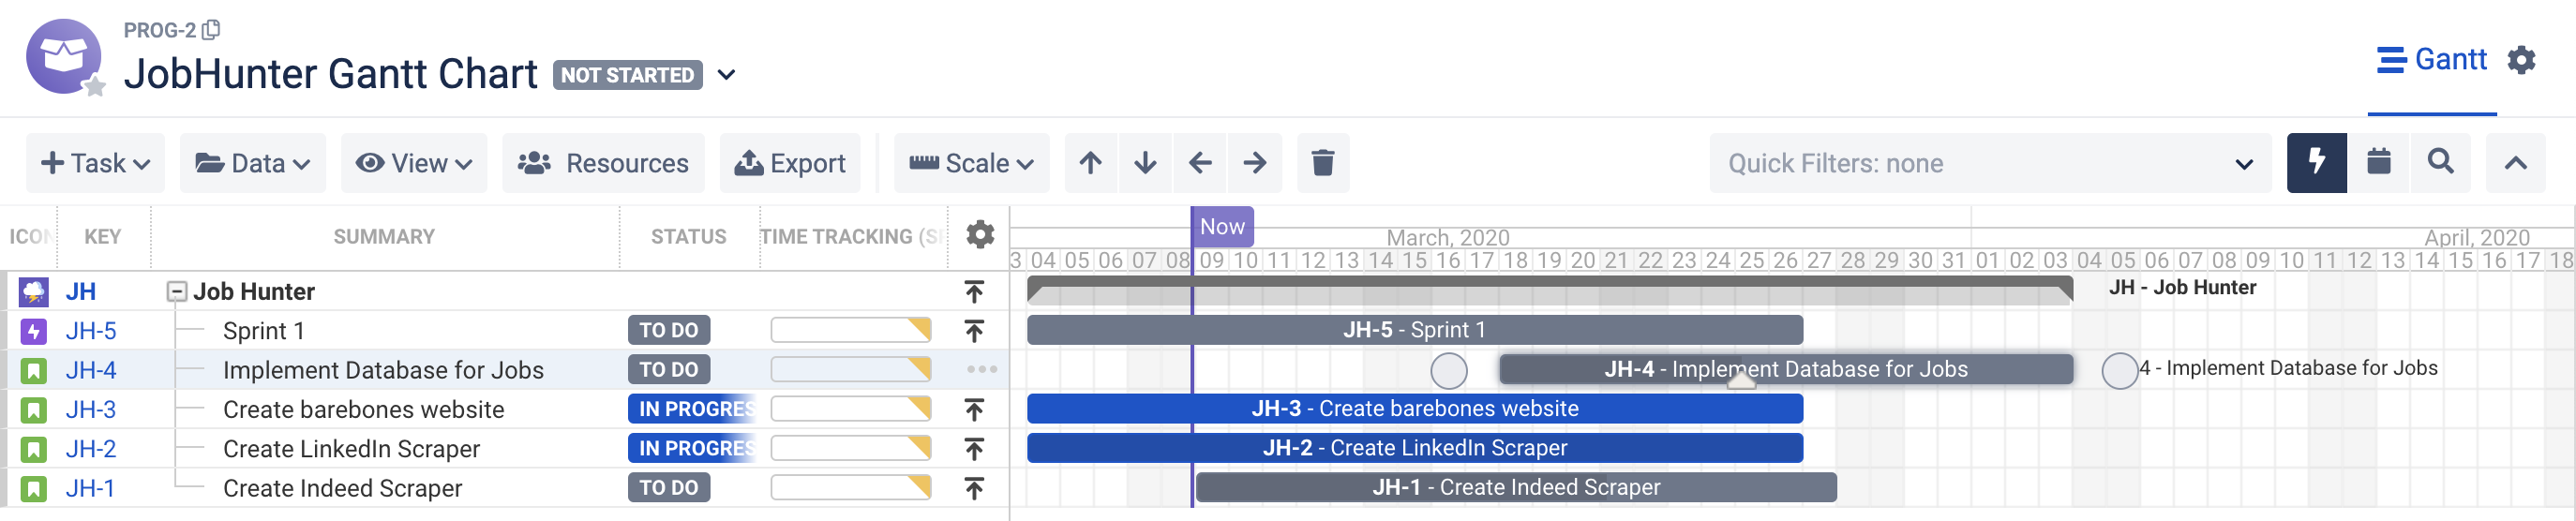 PROG-2
JobHunter Gantt Chart NOT STARTED
Gantt
Task Data View Resources Export Scale Quick Filters: none
ICON KEY SUMMARY STATUS TIME TRACKING (S
Now
March, 2020 April, 2020
3 04 05 06 07 08 09 10 11 12 13 14 15 16 17 18 19 20 21 22 23 24 25 26 27 28 29 30 31 01 02 03 04 05 06 07 08 09 10 11 12 13 14 15 16 17 18
JH Job Hunter JH - Job Hunter
JH-5 Sprint 1 TO DO JH-5 - Sprint 1
JH-4 Implement Database for Jobs TO DO JH-4 - Implement Database for Jobs 4 - Implement Database for Jobs
JH-3 Create barebones website IN PROGRES JH-3 - Create barebones website
JH-2 Create LinkedIn Scraper IN PROGRES JH-2 - Create LinkedIn Scraper
JH-1 Create Indeed Scraper TO DO JH-1 - Create Indeed Scraper